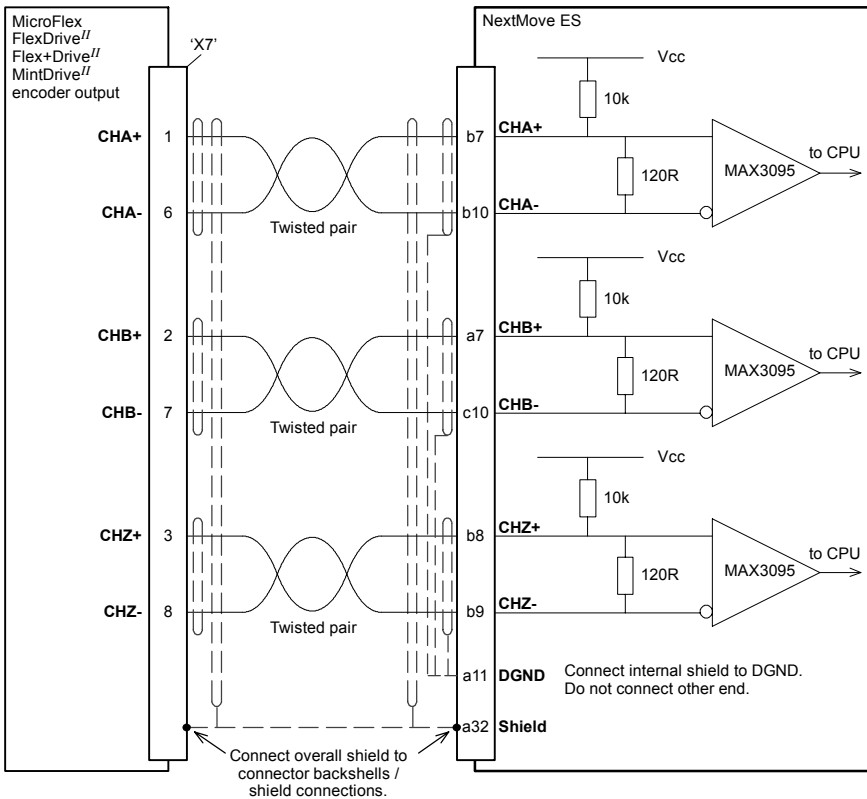 MicroFlex
FlexDrive II
Flex+Drive II
MintDrive II
encoder output
'X7'
NextMove ES
Vcc
10k
CHA+ 1 b7 CHA+
120R
MAX3095
to CPU
CHA- 6 b10 CHA-
Twisted pair
Vcc
10k
CHB+ 2 a7 CHB+
120R
MAX3095
to CPU
CHB- 7 c10 CHB-
Twisted pair
Vcc
10k
CHZ+ 3 b8 CHZ+
120R
MAX3095
to CPU
CHZ- 8 b9 CHZ-
Twisted pair
a11 DGND
Connect internal shield to DGND.
Do not connect other end.
a32 Shield
Connect overall shield to
connector backshells /
shield connections.